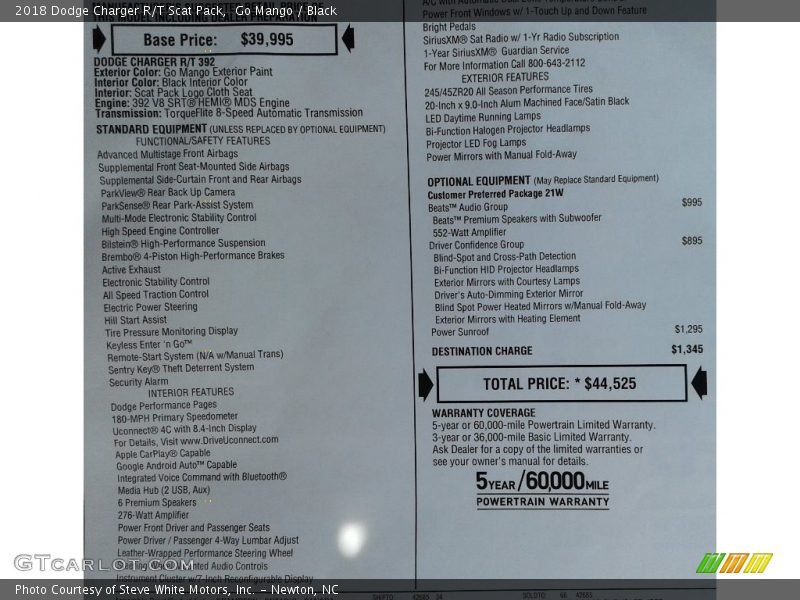 2018 Dodge Charger R/T Scat Pack - Go Mango / Black
THIS MODEL INCLUDING DEALER PREPARATION
Base Price: $39,995
DODGE CHARGER R/T 392
Exterior Color: Go Mango Exterior Paint
Interior Color: Black Interior Color
Interior: Scat Pack Logo Cloth Seat
Engine: 392 V8 SRT® HEMI® MDS Engine
Transmission: TorqueFlite 8-Speed Automatic Transmission
STANDARD EQUIPMENT (UNLESS REPLACED BY OPTIONAL EQUIPMENT)
FUNCTIONAL/SAFETY FEATURES
Advanced Multistage Front Airbags
Supplemental Front Seat-Mounted Side Airbags
Supplemental Side-Curtain Front and Rear Airbags
ParkView® Rear Back Up Camera
ParkSense® Rear Park-Assist System
Multi-Mode Electronic Stability Control
High Speed Engine Controller
Bilstein® High-Performance Suspension
Brembo® 4-Piston High-Performance Brakes
Active Exhaust
Electronic Stability Control
All Speed Traction Control
Electric Power Steering
Hill Start Assist
Tire Pressure Monitoring Display
Keyless Enter 'n Go™
Remote-Start System (N/A w/Manual Trans)
Sentry Key® Theft Deterrent System
Security Alarm
INTERIOR FEATURES
Dodge Performance Pages
180-MPH Primary Speedometer
Uconnect® 4C with 8.4-Inch Display
For Details, Visit www.DriveUconnect.com
Apple CarPlay® Capable
Google Android Auto™ Capable
Integrated Voice Command with Bluetooth®
Media Hub (2 USB, Aux)
6 Premium Speakers
276-Watt Amplifier
Power Front Driver and Passenger Seats
Power Driver / Passenger 4-Way Lumbar Adjust
Leather-Wrapped Performance Steering Wheel
Mounted Audio Controls
Instrument Cluster w/7-Inch Reconfigurable Display
Power Front Windows w/ 1-Touch Up and Down Feature
Bright Pedals
SiriusXM® Sat Radio w/ 1-Yr Radio Subscription
1-Year SiriusXM® Guardian Service
For More Information Call 800-643-2112
EXTERIOR FEATURES
245/45ZR20 All Season Performance Tires
20-Inch x 9.0-Inch Alum Machined Face/Satin Black
LED Daytime Running Lamps
Bi-Function Halogen Projector Headlamps
Projector LED Fog Lamps
Power Mirrors with Manual Fold-Away
OPTIONAL EQUIPMENT (May Replace Standard Equipment)
Customer Preferred Package 21W
Beats™ Audio Group $995
Beats™ Premium Speakers with Subwoofer
552-Watt Amplifier
Driver Confidence Group $895
Blind-Spot and Cross-Path Detection
Bi-Function HID Projector Headlamps
Exterior Mirrors with Courtesy Lamps
Driver's Auto-Dimming Exterior Mirror
Blind Spot Power Heated Mirrors w/Manual Fold-Away
Exterior Mirrors with Heating Element
Power Sunroof $1,295
DESTINATION CHARGE $1,345
TOTAL PRICE: * $44,525
WARRANTY COVERAGE
5-year or 60,000-mile Powertrain Limited Warranty.
3-year or 36,000-mile Basic Limited Warranty.
Ask Dealer for a copy of the limited warranties or
see your owner's manual for details.
5YEAR/60,000MILE
POWERTRAIN WARRANTY
GTcarlot.com
Photo Courtesy of Steve White Motors, Inc. - Newton, NC